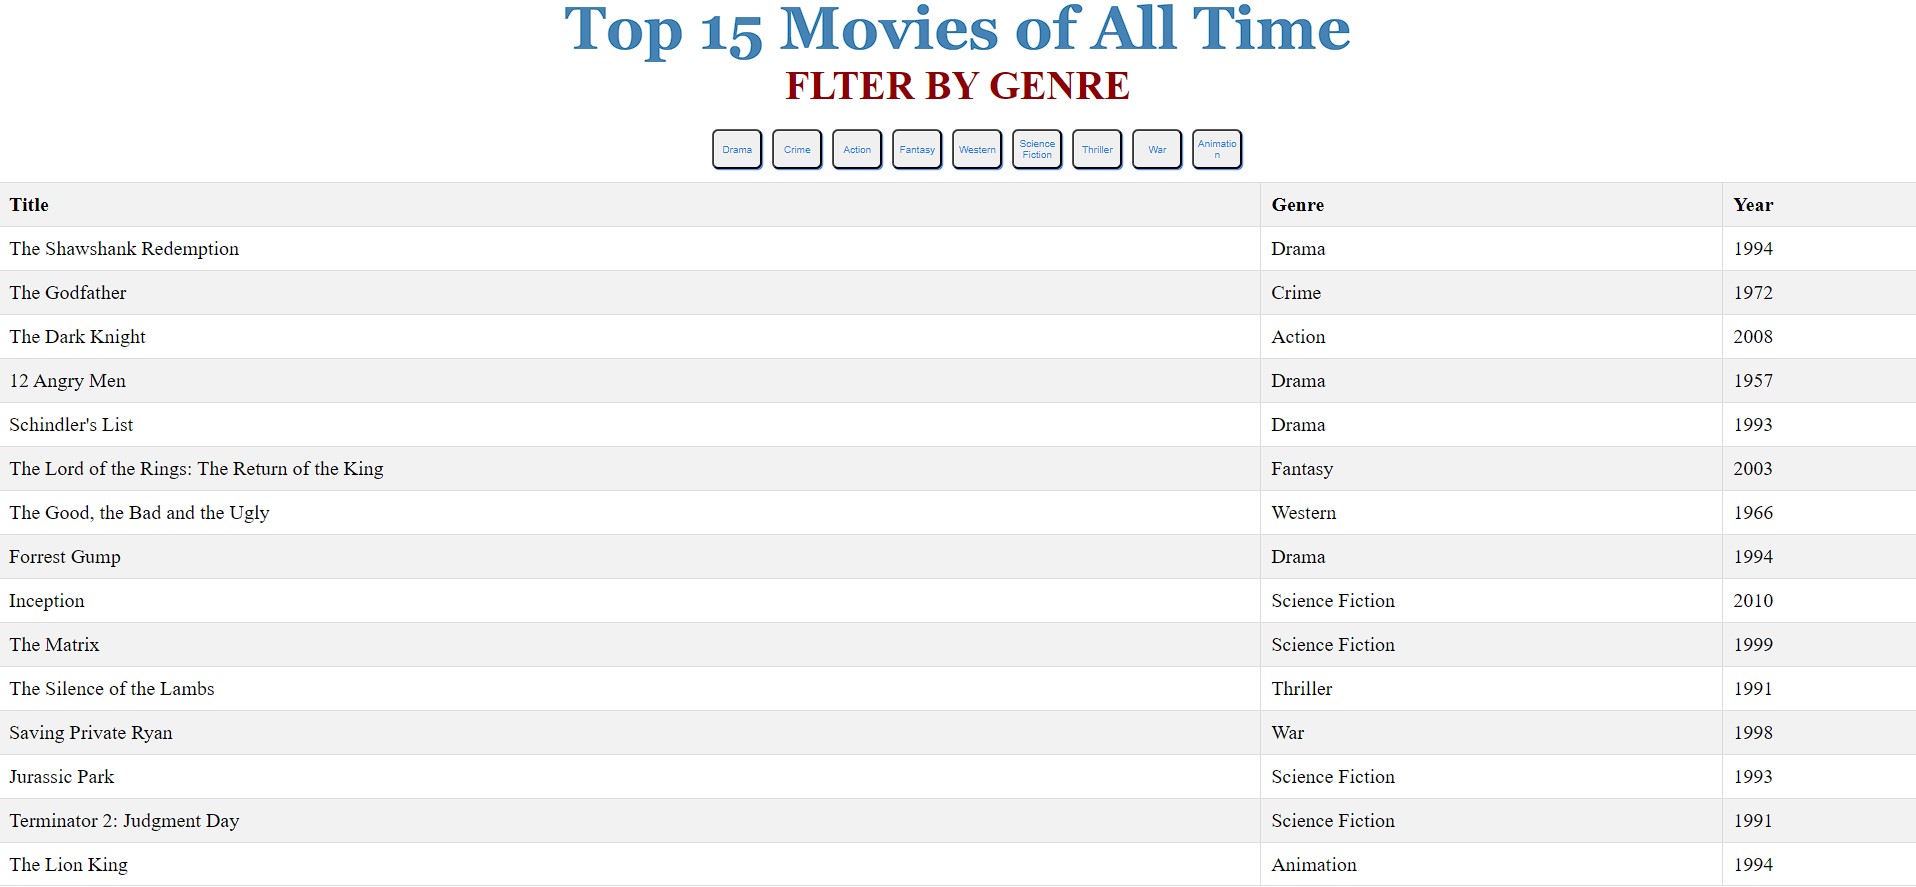 Top 15 Movies of All Time
FLTER BY GENRE
Drama Crime Action Fantasy Western Science Fiction Thriller War Animatio n
Title Genre Year
The Shawshank Redemption Drama 1994
The Godfather Crime 1972
The Dark Knight Action 2008
12 Angry Men Drama 1957
Schindler's List Drama 1993
The Lord of the Rings: The Return of the King Fantasy 2003
The Good, the Bad and the Ugly Western 1966
Forrest Gump Drama 1994
Inception Science Fiction 2010
The Matrix Science Fiction 1999
The Silence of the Lambs Thriller 1991
Saving Private Ryan War 1998
Jurassic Park Science Fiction 1993
Terminator 2: Judgment Day Science Fiction 1991
The Lion King Animation 1994